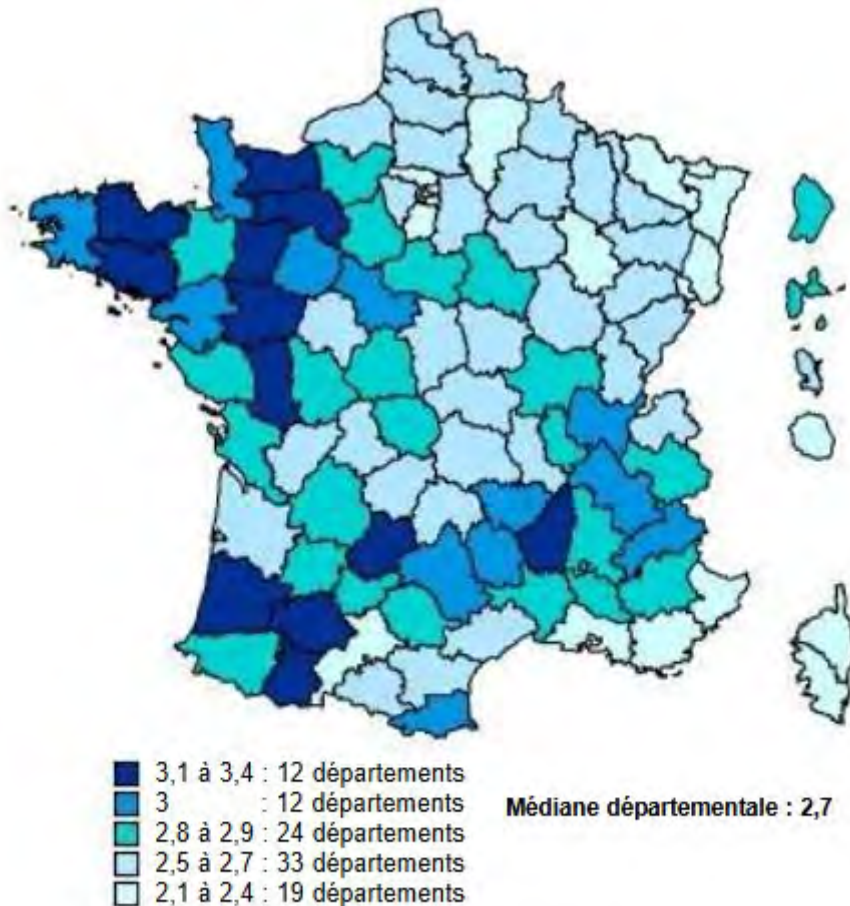 3,1 à 3,4 : 12 départements
3 : 12 départements
2,8 à 2,9 : 24 départements
2,5 à 2,7 : 33 départements
2,1 à 2,4 : 19 départements
Médiane départementale : 2,7